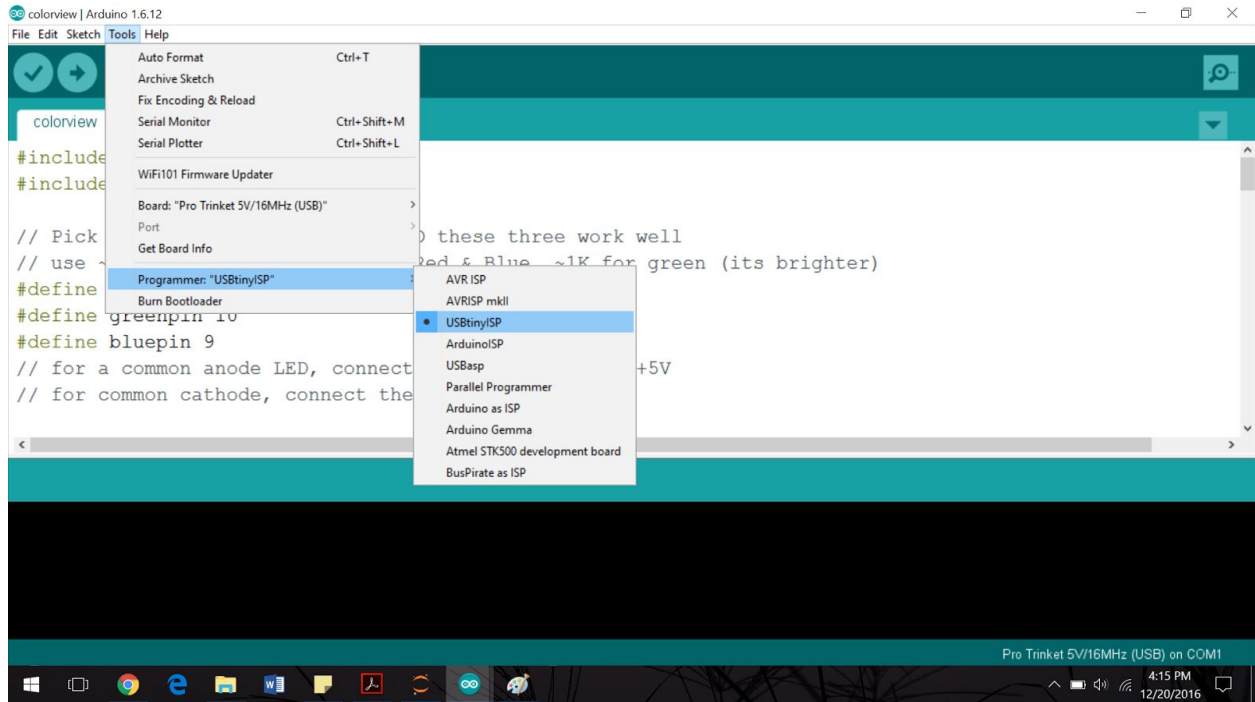 colorview | Arduino 1.6.12
File Edit Sketch Tools Help
Auto Format Ctrl+T
Archive Sketch
Fix Encoding & Reload
Serial Monitor Ctrl+Shift+M
Serial Plotter Ctrl+Shift+L
WiFi101 Firmware Updater
Board: "Pro Trinket 5V/16MHz (USB)"
Port
Get Board Info
Programmer: "USBtinyISP"
Burn Bootloader
AVR ISP
AVRISP mkII
USBtinyISP
ArduinoISP
USBasp
Parallel Programmer
Arduino as ISP
Arduino Gemma
Atmel STK500 development board
BusPirate as ISP
colorview
#include
#include
// Pick these three work well
// use ~ Red & Blue, ~1K for green (its brighter)
#define
#define greenpin 10
#define bluepin 9
// for a common anode LED, connect +5V
// for common cathode, connect the
Pro Trinket 5V/16MHz (USB) on COM1
4:15 PM
12/20/2016